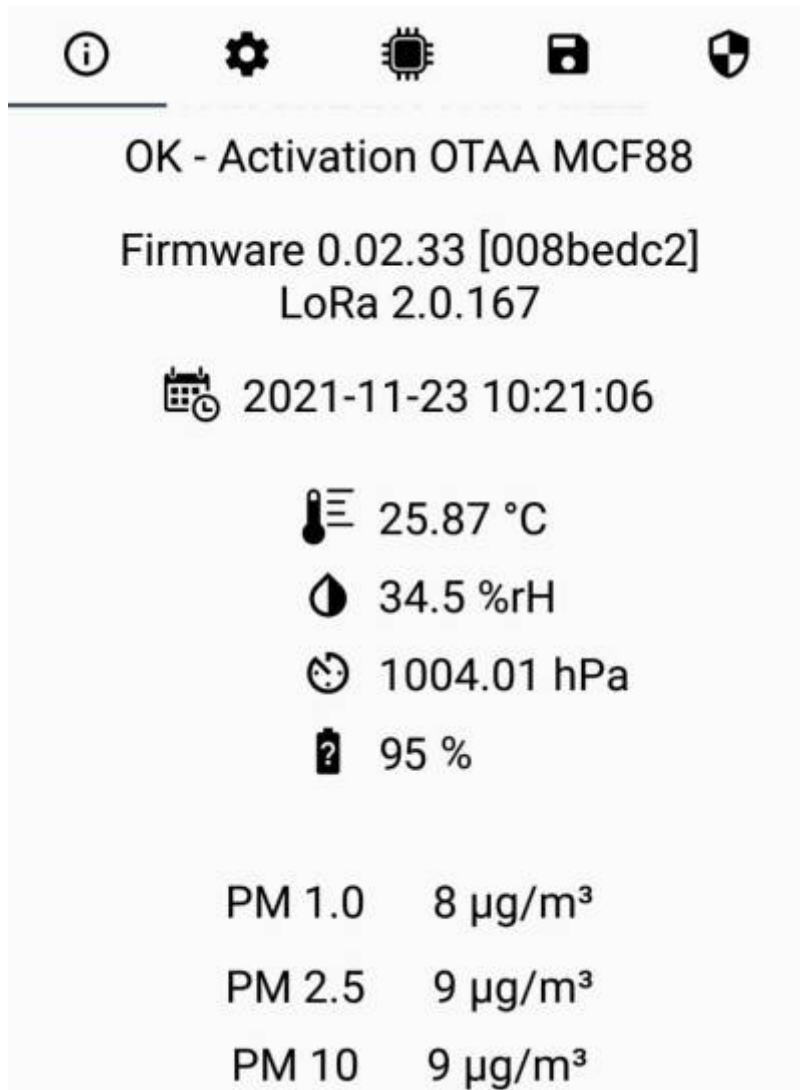 OK - Activation OTAA MCF88
Firmware 0.02.33 [008bedc2]
LoRa 2.0.167
2021-11-23 10:21:06
25.87 °C
34.5 %rH
1004.01 hPa
95 %
PM 1.0 8 µg/m³
PM 2.5 9 µg/m³
PM 10 9 µg/m³